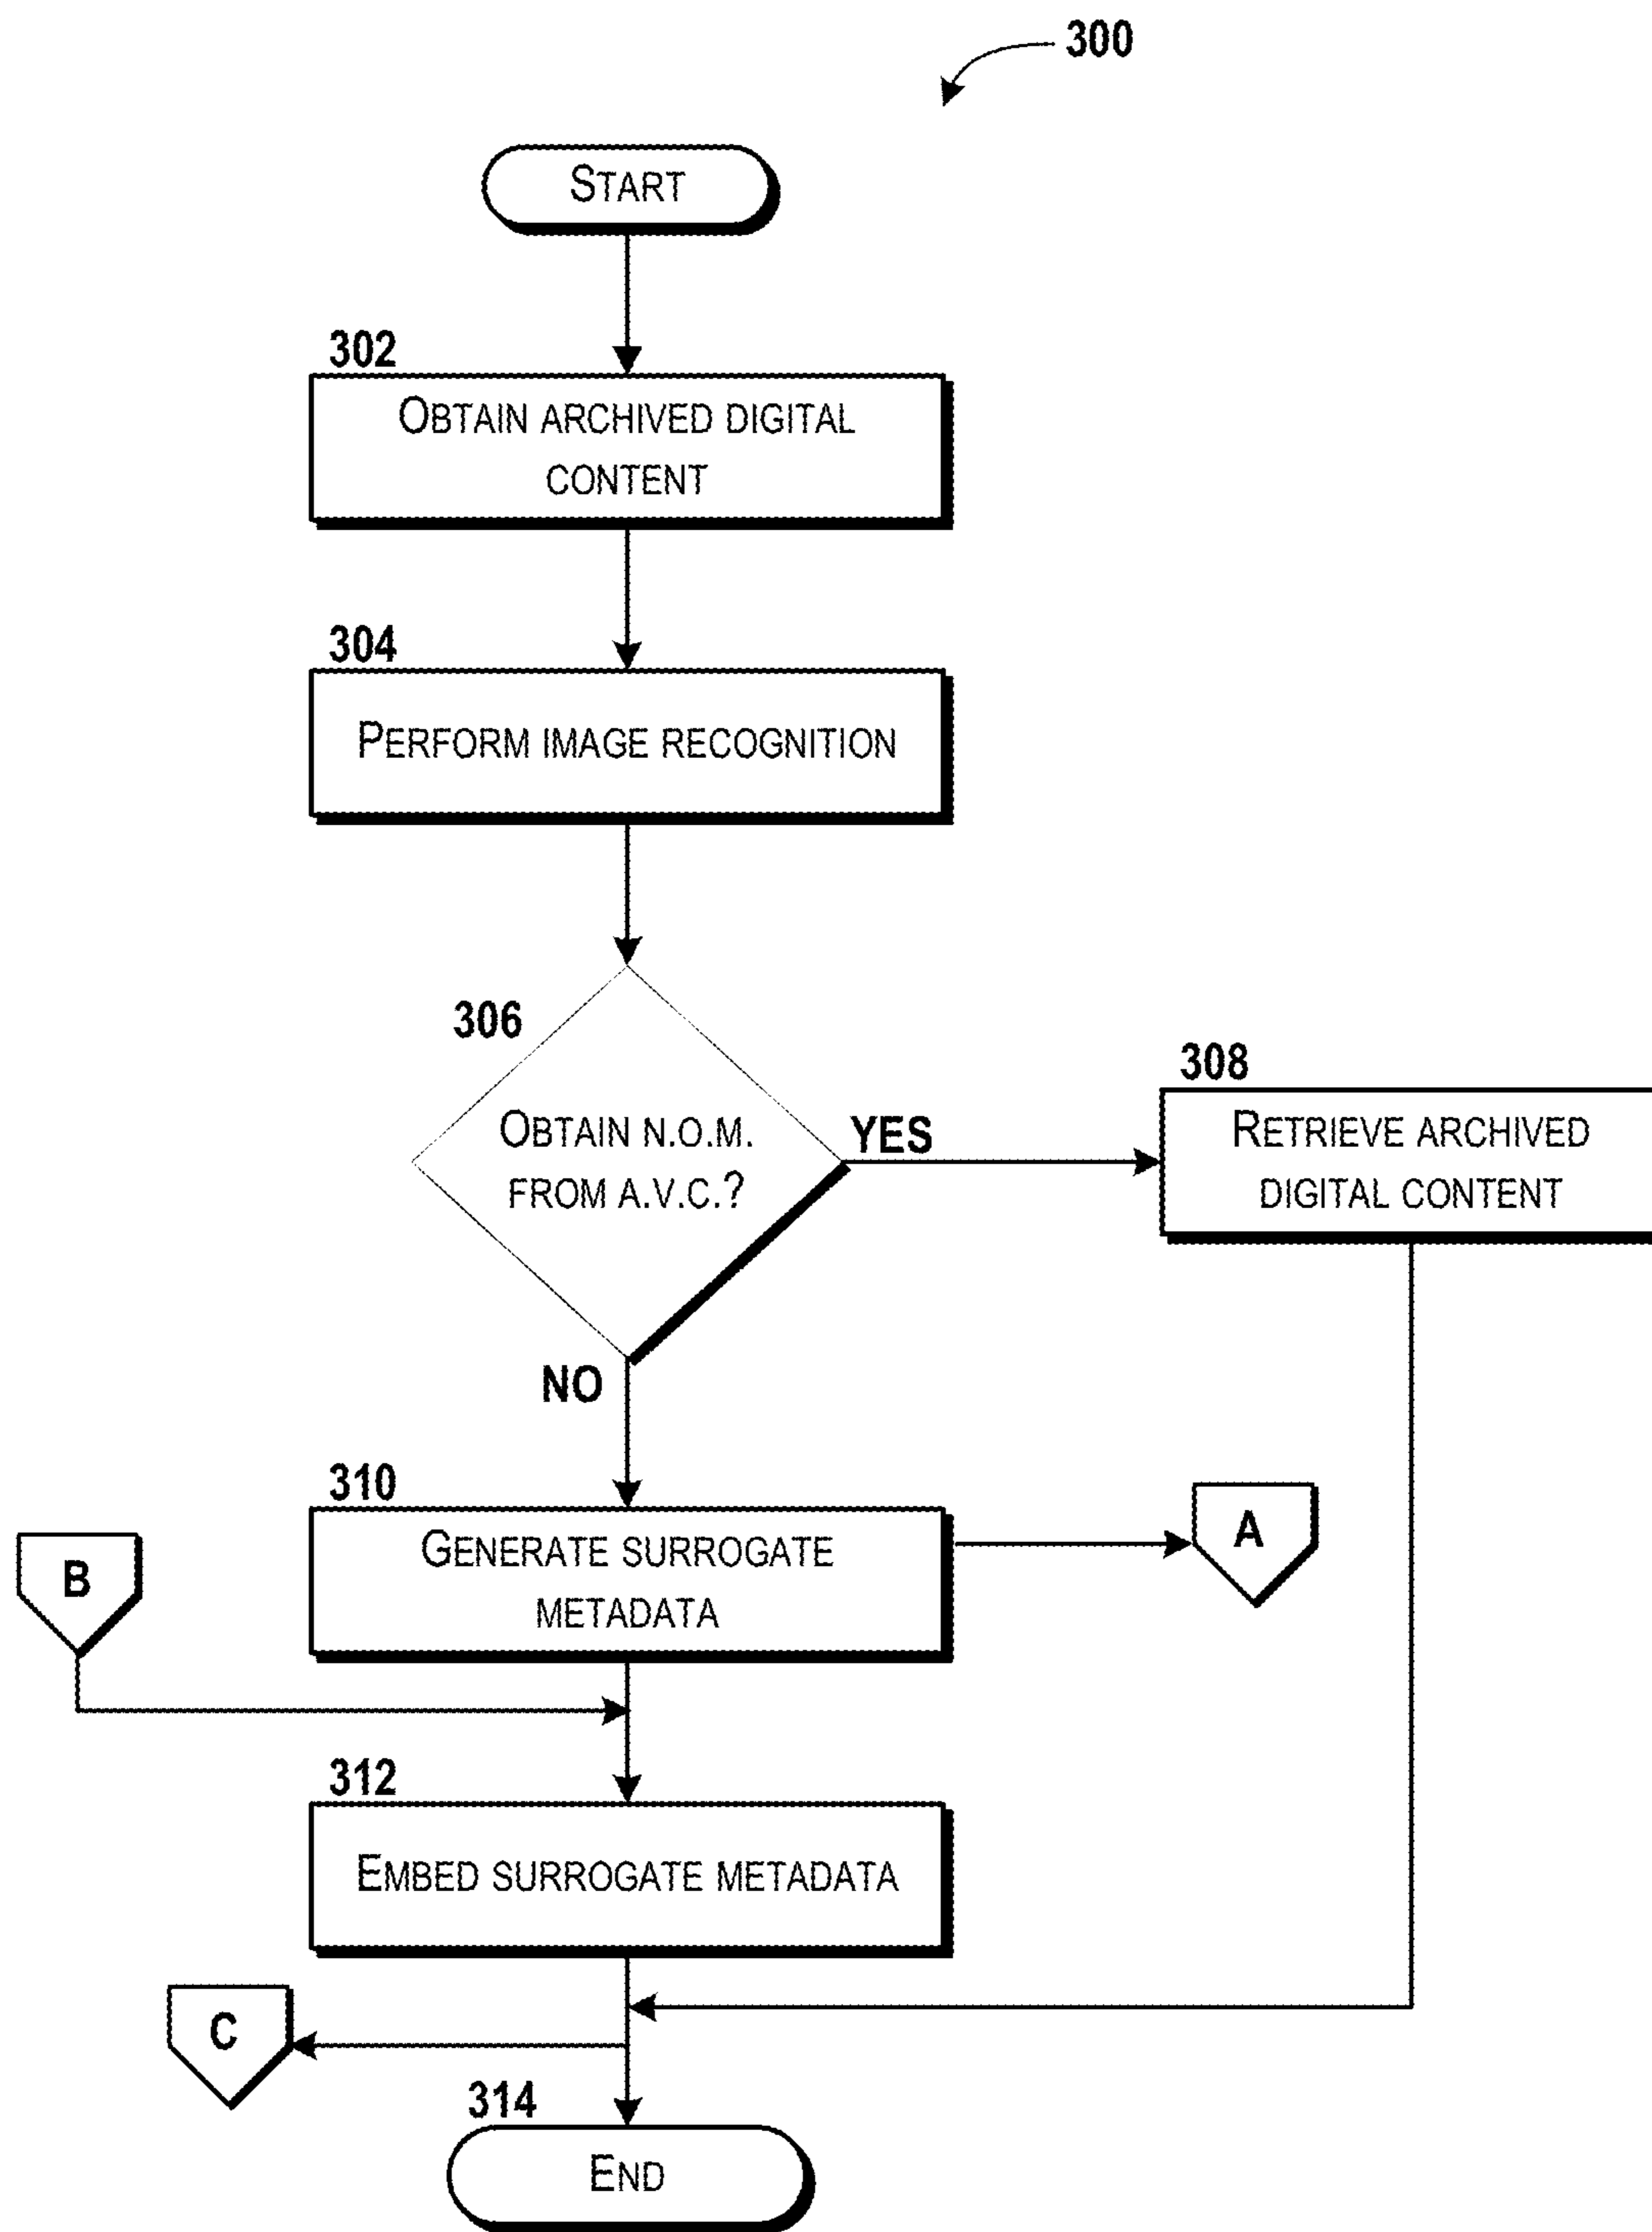 300
START
302
OBTAIN ARCHIVED DIGITAL
CONTENT
304
PERFORM IMAGE RECOGNITION
306
OBTAIN N.O.M.
FROM A.V.C.?
YES
308
RETRIEVE ARCHIVED
DIGITAL CONTENT
NO
310
GENERATE SURROGATE
METADATA
A
B
312
EMBED SURROGATE METADATA
C
314
END